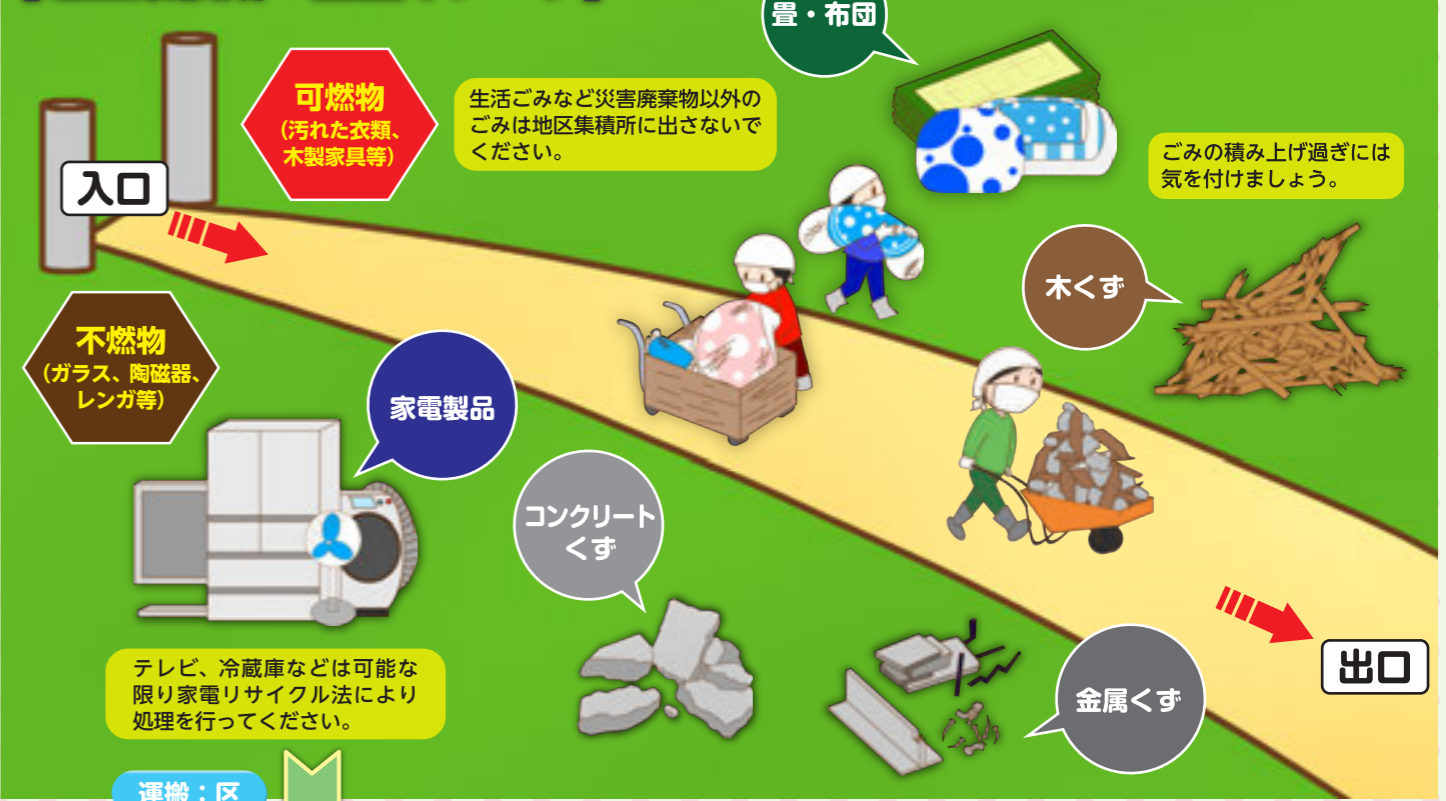 畳・布団
可燃物
(汚れた衣類、
木製家具等)
生活ごみなど災害廃棄物以外の
ごみは地区集積所に出さないで
ください。
ごみの積み上げ過ぎには
気を付けましょう。
入口
木くず
不燃物
(ガラス、陶磁器、
レンガ等)
家電製品
コンクリート
くず
テレビ、冷蔵庫などは可能な
限り家電リサイクル法により
処理を行ってください。
金属くず
出口
運搬：区